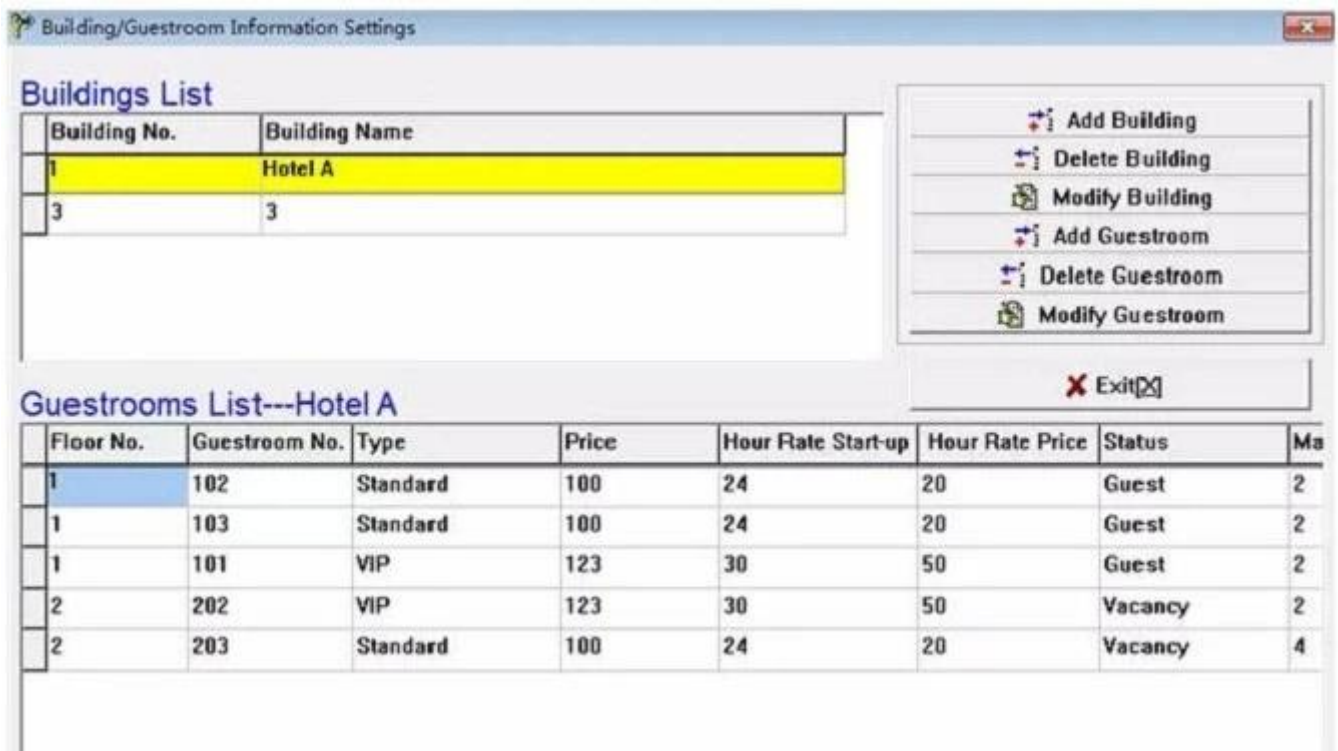 Building/Guestroom Information Settings
Buildings List
Building No. Building Name
1 Hotel A
3 3
Add Building
Delete Building
Modify Building
Add Guestroom
Delete Guestroom
Modify Guestroom
Exit[X]
Guestrooms List---Hotel A
Floor No. Guestroom No. Type Price Hour Rate Start-up Hour Rate Price Status Ma
1 102 Standard 100 24 20 Guest 2
1 103 Standard 100 24 20 Guest 2
1 101 VIP 123 30 50 Guest 2
2 202 VIP 123 30 50 Vacancy 2
2 203 Standard 100 24 20 Vacancy 4